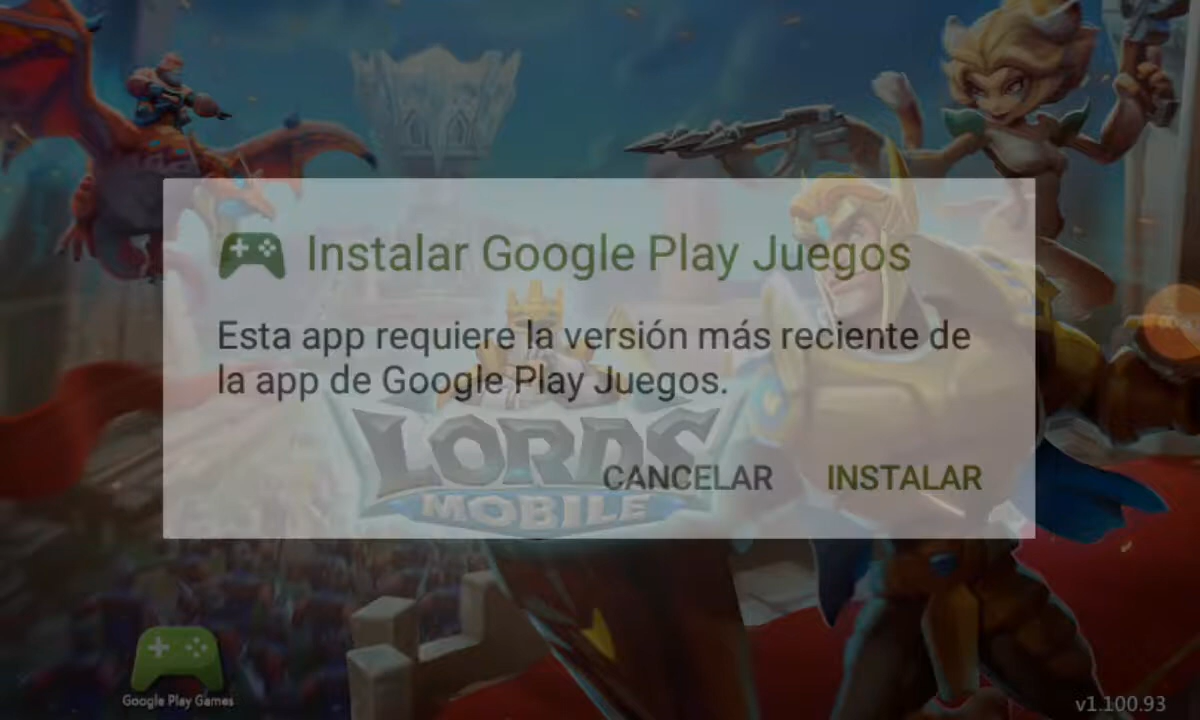 Instalar Google Play Juegos
Esta app requiere la versión más reciente de
la app de Google Play Juegos.
LORDS
MOBILE
CANCELAR INSTALAR
Google Play Games
v1.100.93